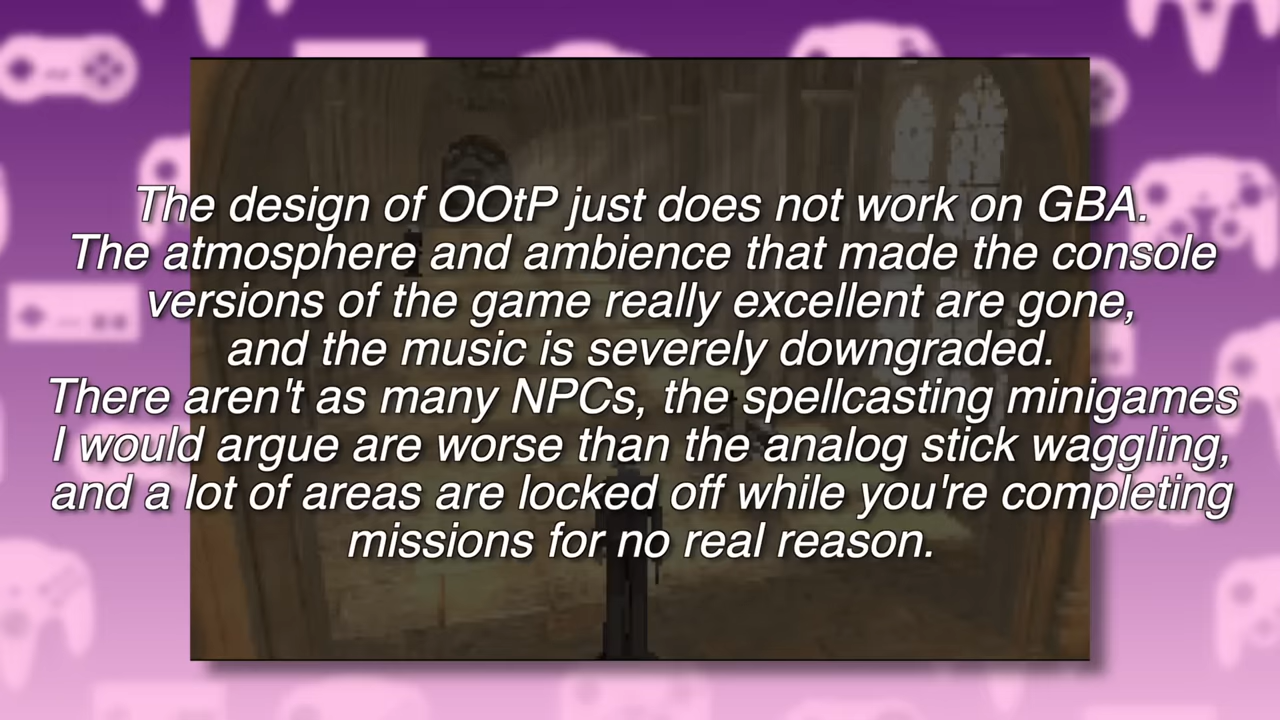 The design of OOtP just does not work on GBA.
The atmosphere and ambience that made the console
versions of the game really excellent are gone,
and the music is severely downgraded.
There aren't as many NPCs, the spellcasting minigames
I would argue are worse than the analog stick waggling,
and a lot of areas are locked off while you're completing
missions for no real reason.